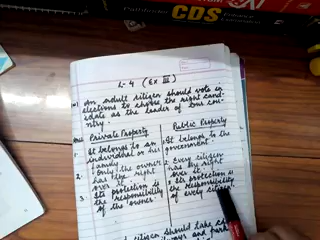 CDS
L-4 (Ex III)
An adult citizen should vote in
elections to choose the right cand-
idate as the leader of our cou-
ntry.
Private Property
Public Property
1. It belongs to an
individual or his
family
1. It belongs to the
government.
2. Only the owner
has the right
over it.
2. Every citizen
has the right
over it.
3. Its protection is
the responsibility
of the owner.
3. Its protection is
the responsibility
of every citizen.
citizen should take ca